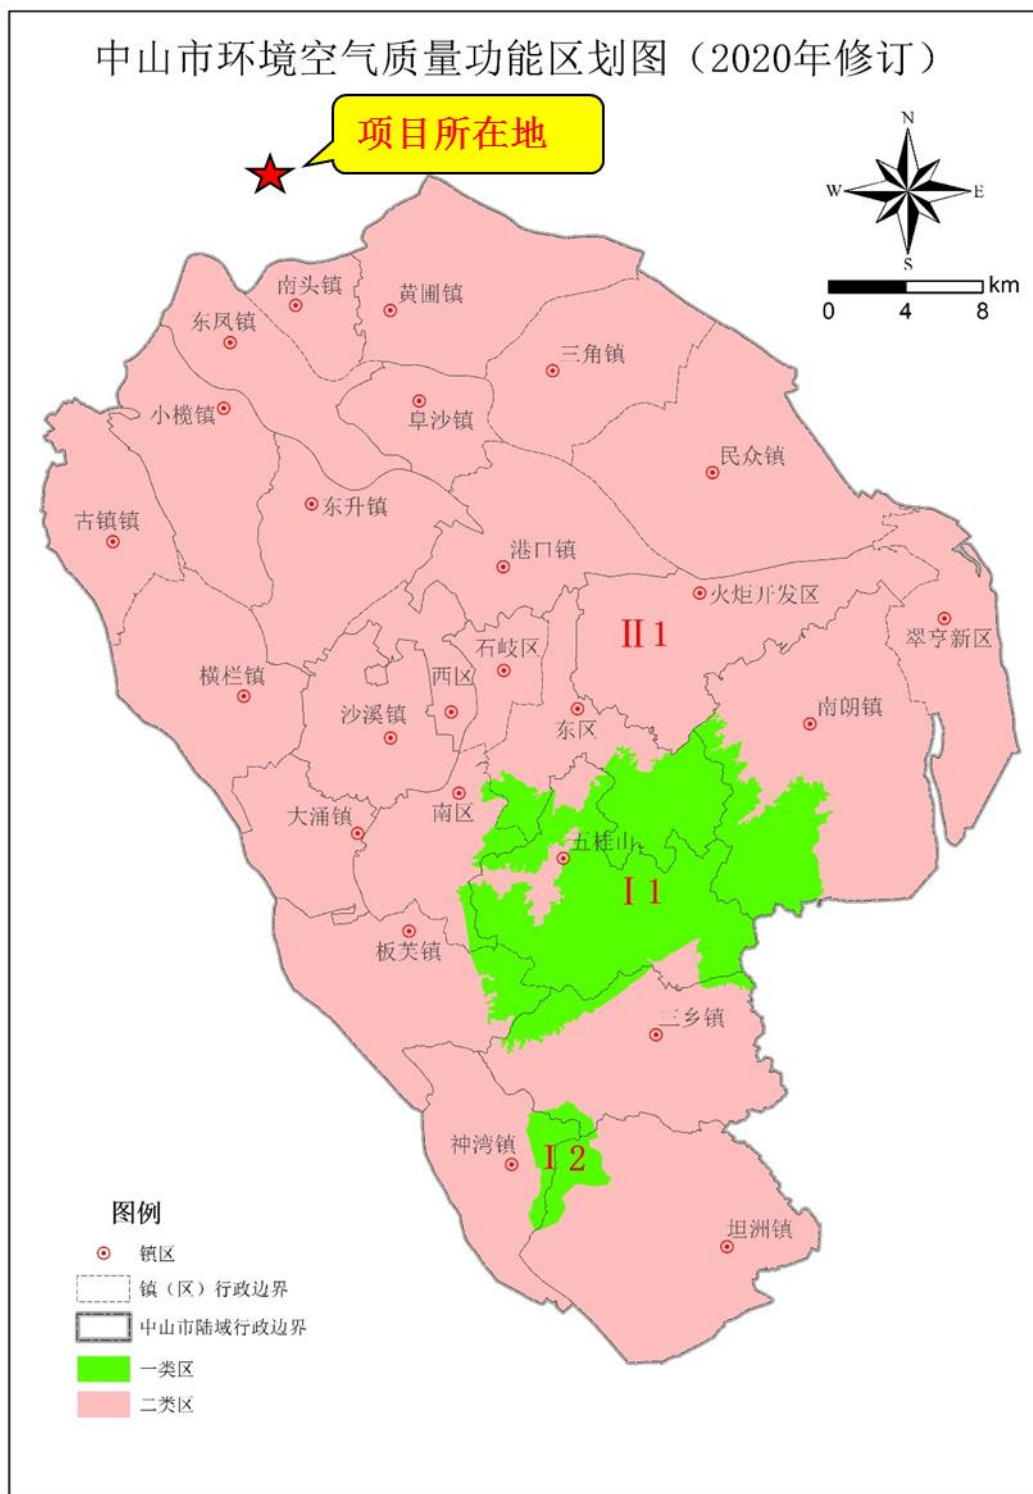 中山市环境空气质量功能区划图（2020年修订）
项目所在地
N
W
E
S
km
0 4 8
南头镇
黄圃镇
东凤镇
三角镇
小榄镇
阜沙镇
民众镇
古镇镇
东升镇
港口镇
火炬开发区
翠亨新区
石岐区
Ⅱ1
横栏镇
西区
沙溪镇
东区
南朗镇
大涌镇
南区
五桂山
Ⅰ1
板芙镇
三乡镇
神湾镇
Ⅰ2
坦洲镇
图例
镇区
镇（区）行政边界
中山市陆域行政边界
一类区
二类区